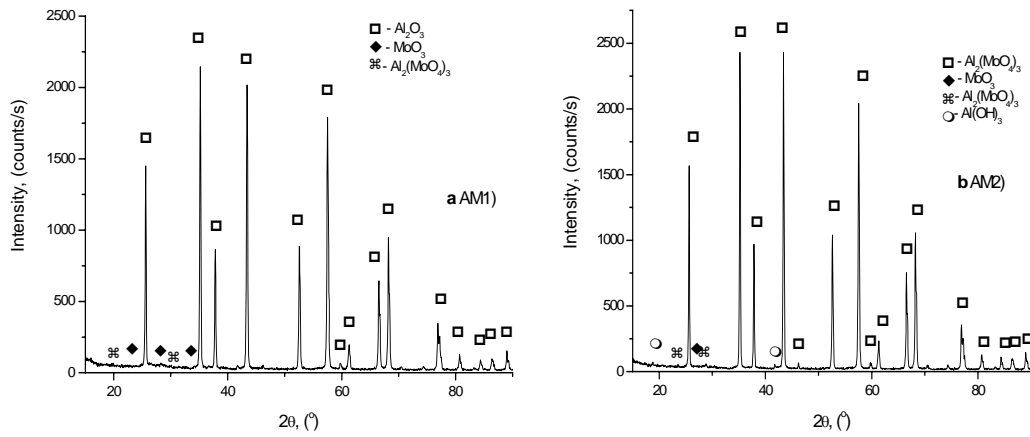 2500
2000
1500
1000
500
0
20
40
60
80
Intensity, (counts/s)
2θ, (°)
- Al₂O₃
- MoO₃
- Al₂(MoO₄)₃
a AM1)
2500
2000
1500
1000
500
0
20
40
60
80
Intensity, (counts/s)
2θ, (°)
- Al₂(MoO₄)₃
- MoO₃
- Al₂(MoO₄)₃
- Al(OH)₃
b AM2)